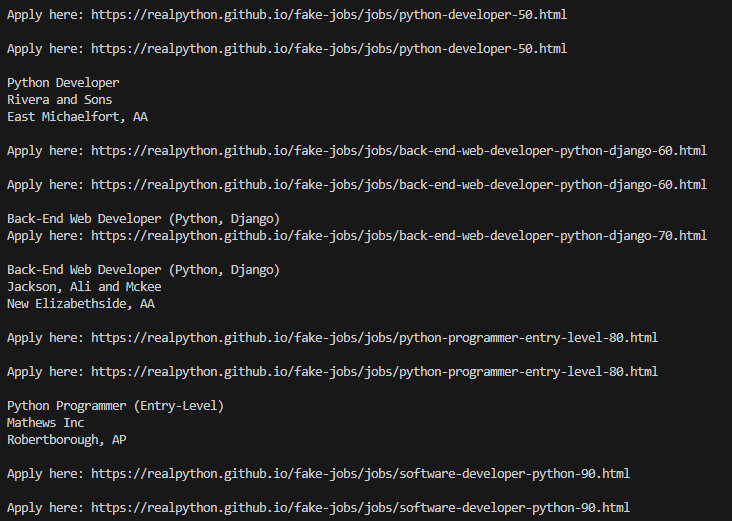 Apply here: https://realpython.github.io/fake-jobs/jobs/python-developer-50.html
Apply here: https://realpython.github.io/fake-jobs/jobs/python-developer-50.html
Python Developer
Rivera and Sons
East Michaelfort, AA
Apply here: https://realpython.github.io/fake-jobs/jobs/back-end-web-developer-python-django-60.html
Apply here: https://realpython.github.io/fake-jobs/jobs/back-end-web-developer-python-django-60.html
Back-End Web Developer (Python, Django)
Apply here: https://realpython.github.io/fake-jobs/jobs/back-end-web-developer-python-django-70.html
Back-End Web Developer (Python, Django)
Jackson, Ali and Mckee
New Elizabethside, AA
Apply here: https://realpython.github.io/fake-jobs/jobs/python-programmer-entry-level-80.html
Apply here: https://realpython.github.io/fake-jobs/jobs/python-programmer-entry-level-80.html
Python Programmer (Entry-Level)
Mathews Inc
Robertborough, AP
Apply here: https://realpython.github.io/fake-jobs/jobs/software-developer-python-90.html
Apply here: https://realpython.github.io/fake-jobs/jobs/software-developer-python-90.html